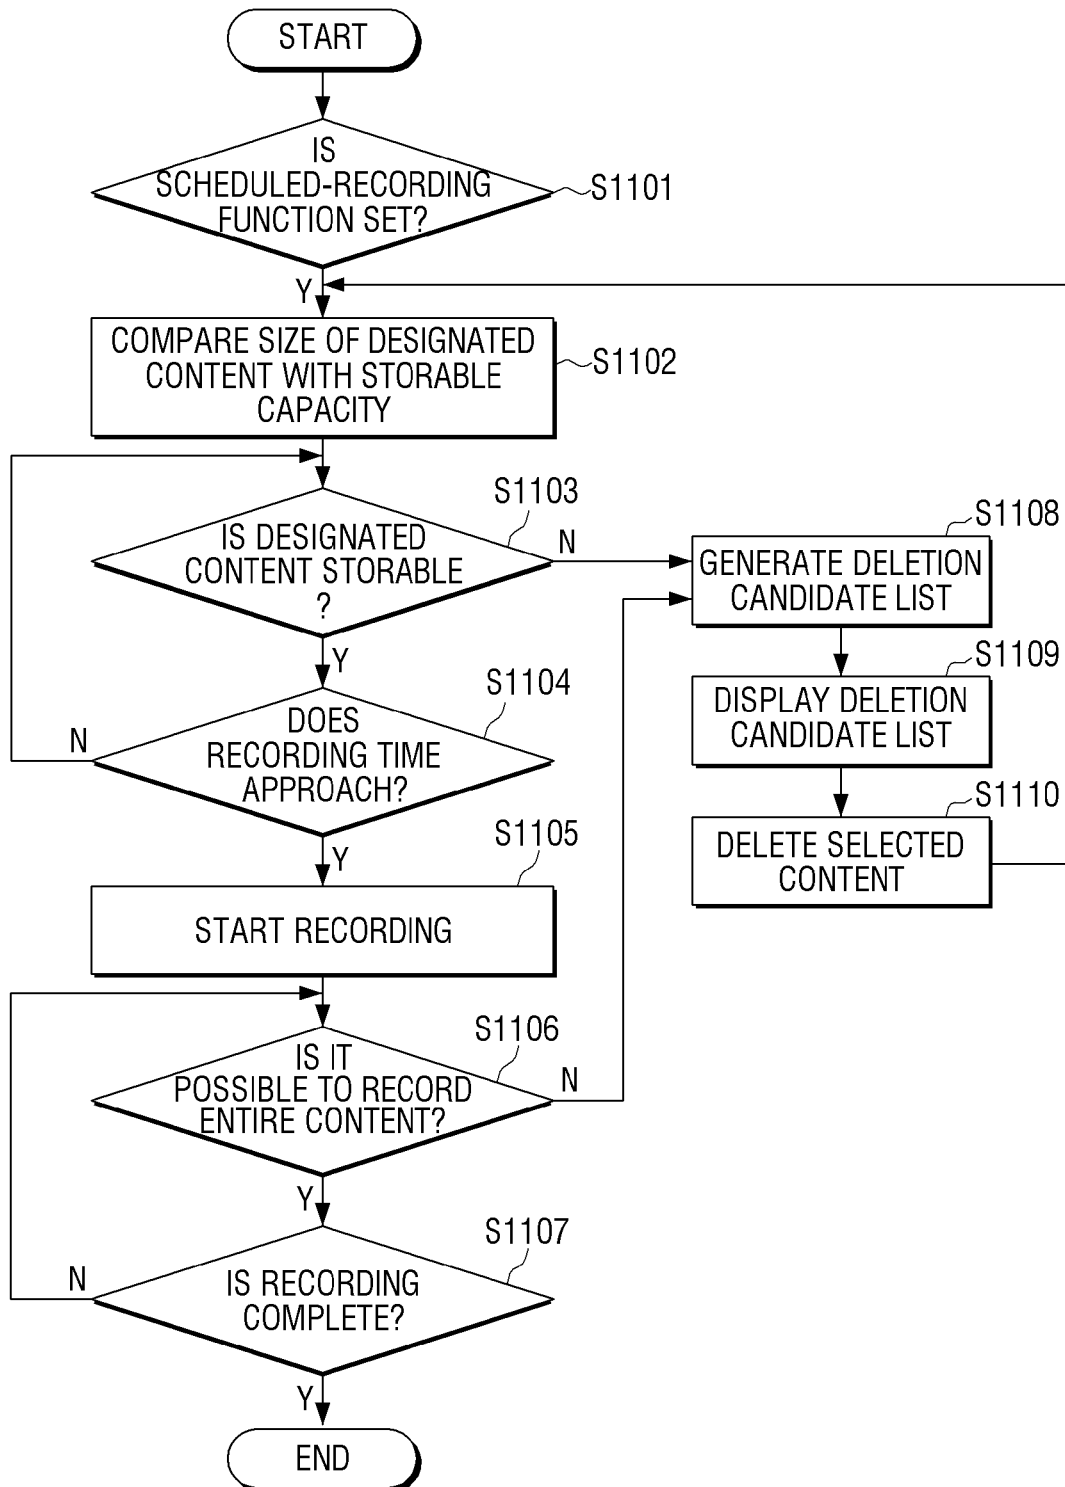 START
IS
SCHEDULED-RECORDING
FUNCTION SET?
S1101
Y
COMPARE SIZE OF DESIGNATED
CONTENT WITH STORABLE
CAPACITY
S1102
S1103
IS DESIGNATED
CONTENT STORABLE
?
N
Y
S1104
DOES
RECORDING TIME
APPROACH?
N
Y
S1105
START RECORDING
S1106
IS IT
POSSIBLE TO RECORD
ENTIRE CONTENT?
N
Y
S1107
IS RECORDING
COMPLETE?
N
Y
END
S1108
GENERATE DELETION
CANDIDATE LIST
S1109
DISPLAY DELETION
CANDIDATE LIST
S1110
DELETE SELECTED
CONTENT